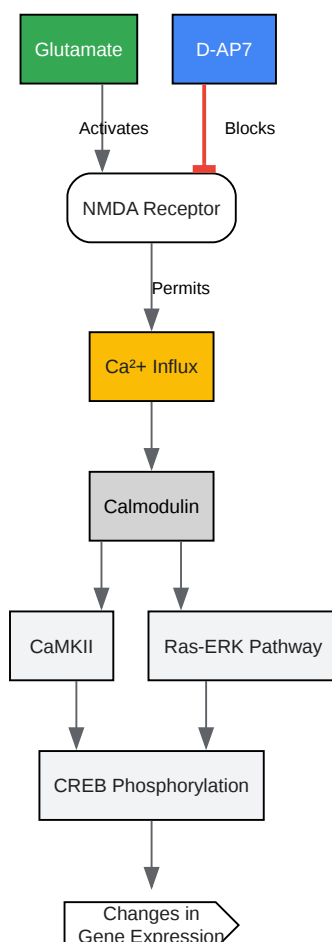 Glutamate
D-AP7
Activates
Blocks
NMDA Receptor
Permits
Ca²+ Influx
Calmodulin
CaMKII
Ras-ERK Pathway
CREB Phosphorylation
Changes in
Gene Expression